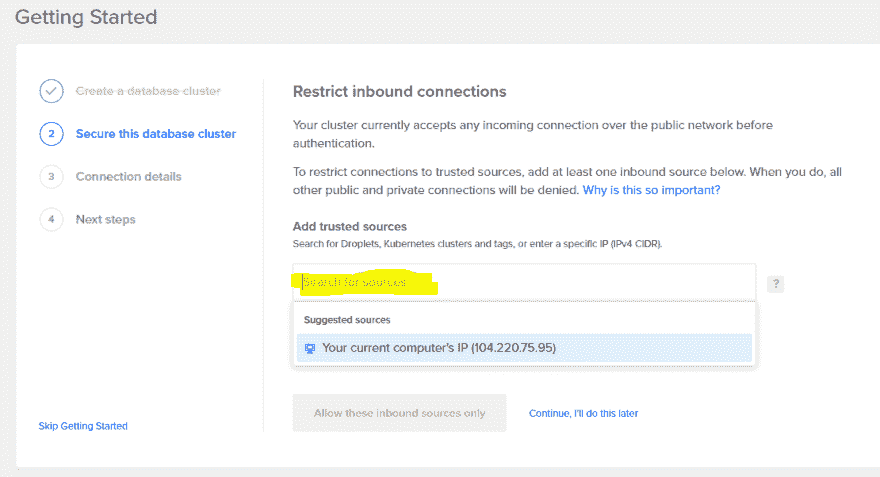 Getting Started
Create a database cluster
2 Secure this database cluster
3 Connection details
4 Next steps
Skip Getting Started
Restrict inbound connections
Your cluster currently accepts any incoming connection over the public network before
authentication.
To restrict connections to trusted sources, add at least one inbound source below. When you do, all
other public and private connections will be denied. Why is this so important?
Add trusted sources
Search for Droplets, Kubernetes clusters and tags, or enter a specific IP (IPv4 CIDR).
Search for sources
?
Suggested sources
Your current computer's IP (104.220.75.95)
Allow these inbound sources only
Continue, I'll do this later